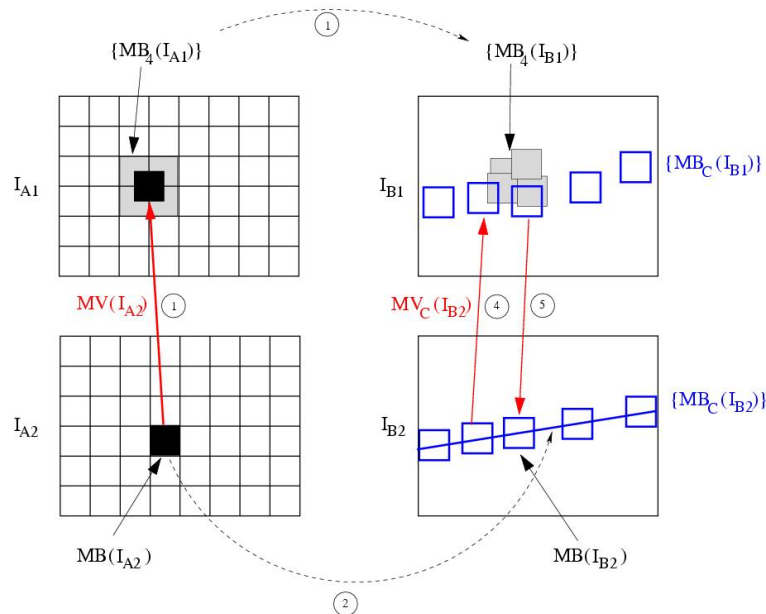 1
{MB4(IA1)}
{MB4(IB1)}
IA1
IB1
{MBC(IB1)}
MV(IA2)
1
MVC(IB2)
4
5
IA2
IB2
{MBC(IB2)}
MB(IA2)
MB(IB2)
2